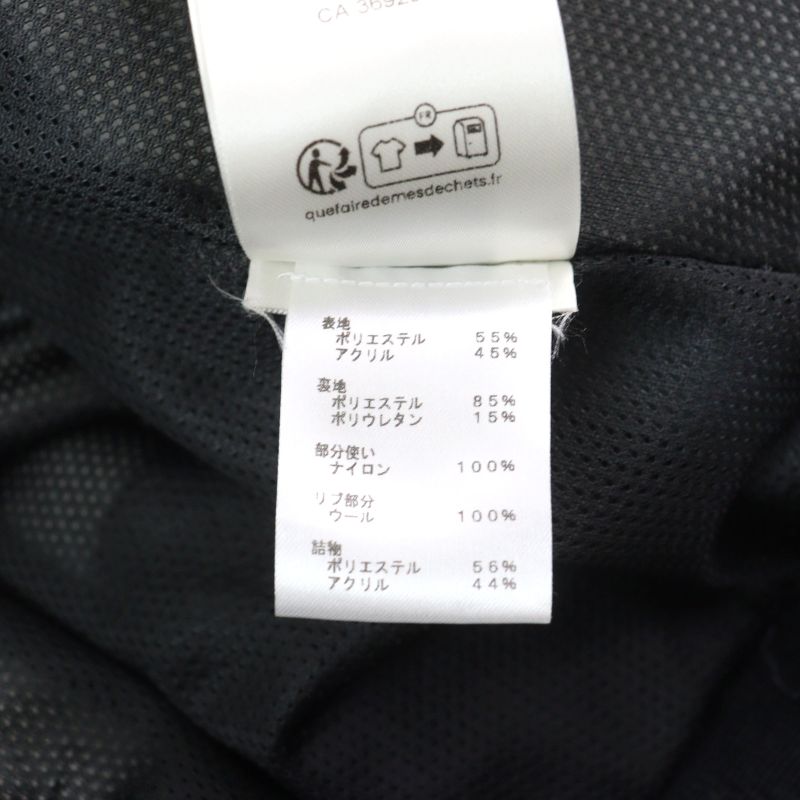 CA 3692
FR
quefairedemesdechets.fr
表地
ポリエステル 55%
アクリル 45%
裏地
ポリエステル 85%
ポリウレタン 15%
部分使い
ナイロン 100%
リブ部分
ウール 100%
詰物
ポリエステル 56%
アクリル 44%